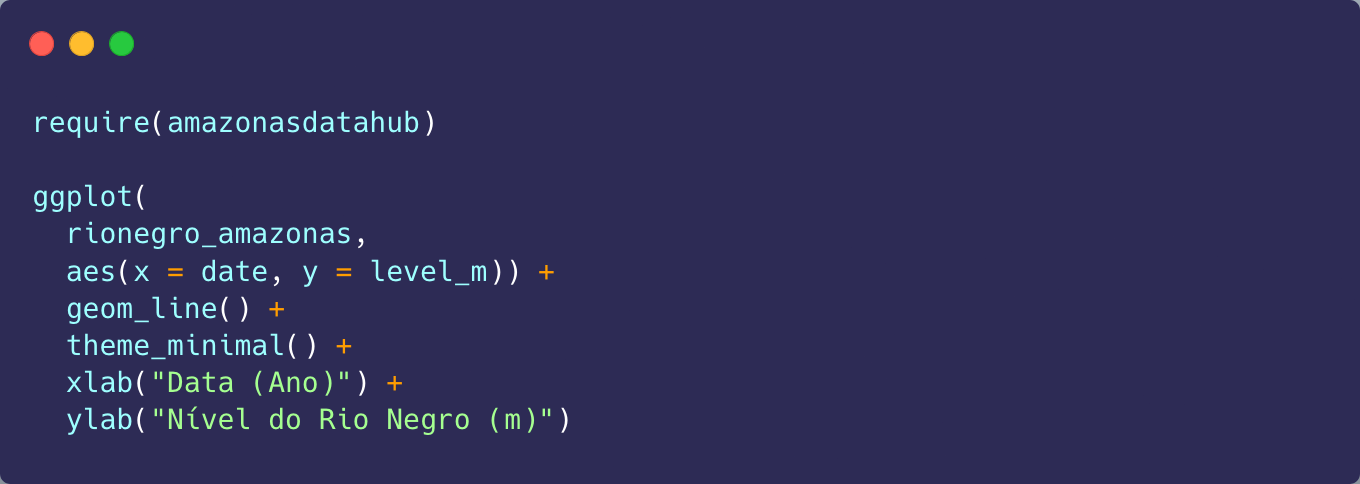 require(amazonasdatahub)
ggplot(
  rionegro_amazonas,
  aes(x = date, y = level_m)) +
  geom_line() +
  theme_minimal() +
  xlab("Data (Ano)") +
  ylab("Nível do Rio Negro (m)")